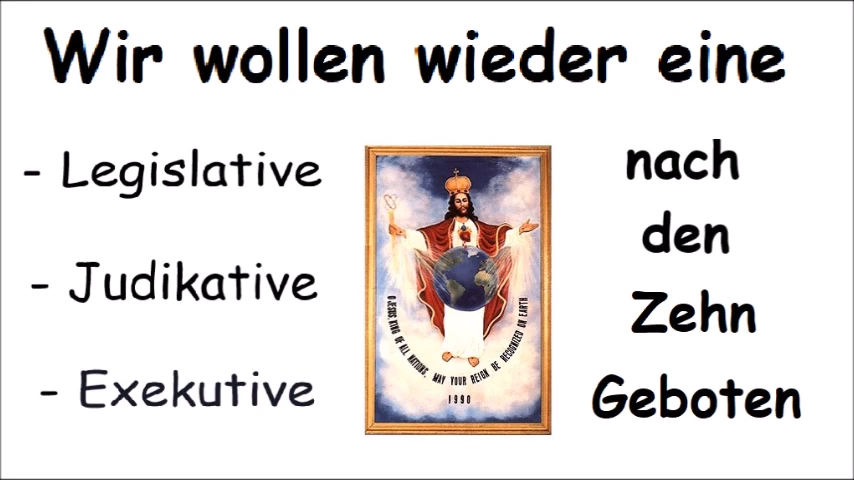 Wir wollen wieder eine
- Legislative
- Judikative
- Exekutive
O JESUS, KING OF ALL NATIONS, MAY YOUR REIGN BE RECOGNIZED ON EARTH
1990
nach
den
Zehn
Geboten